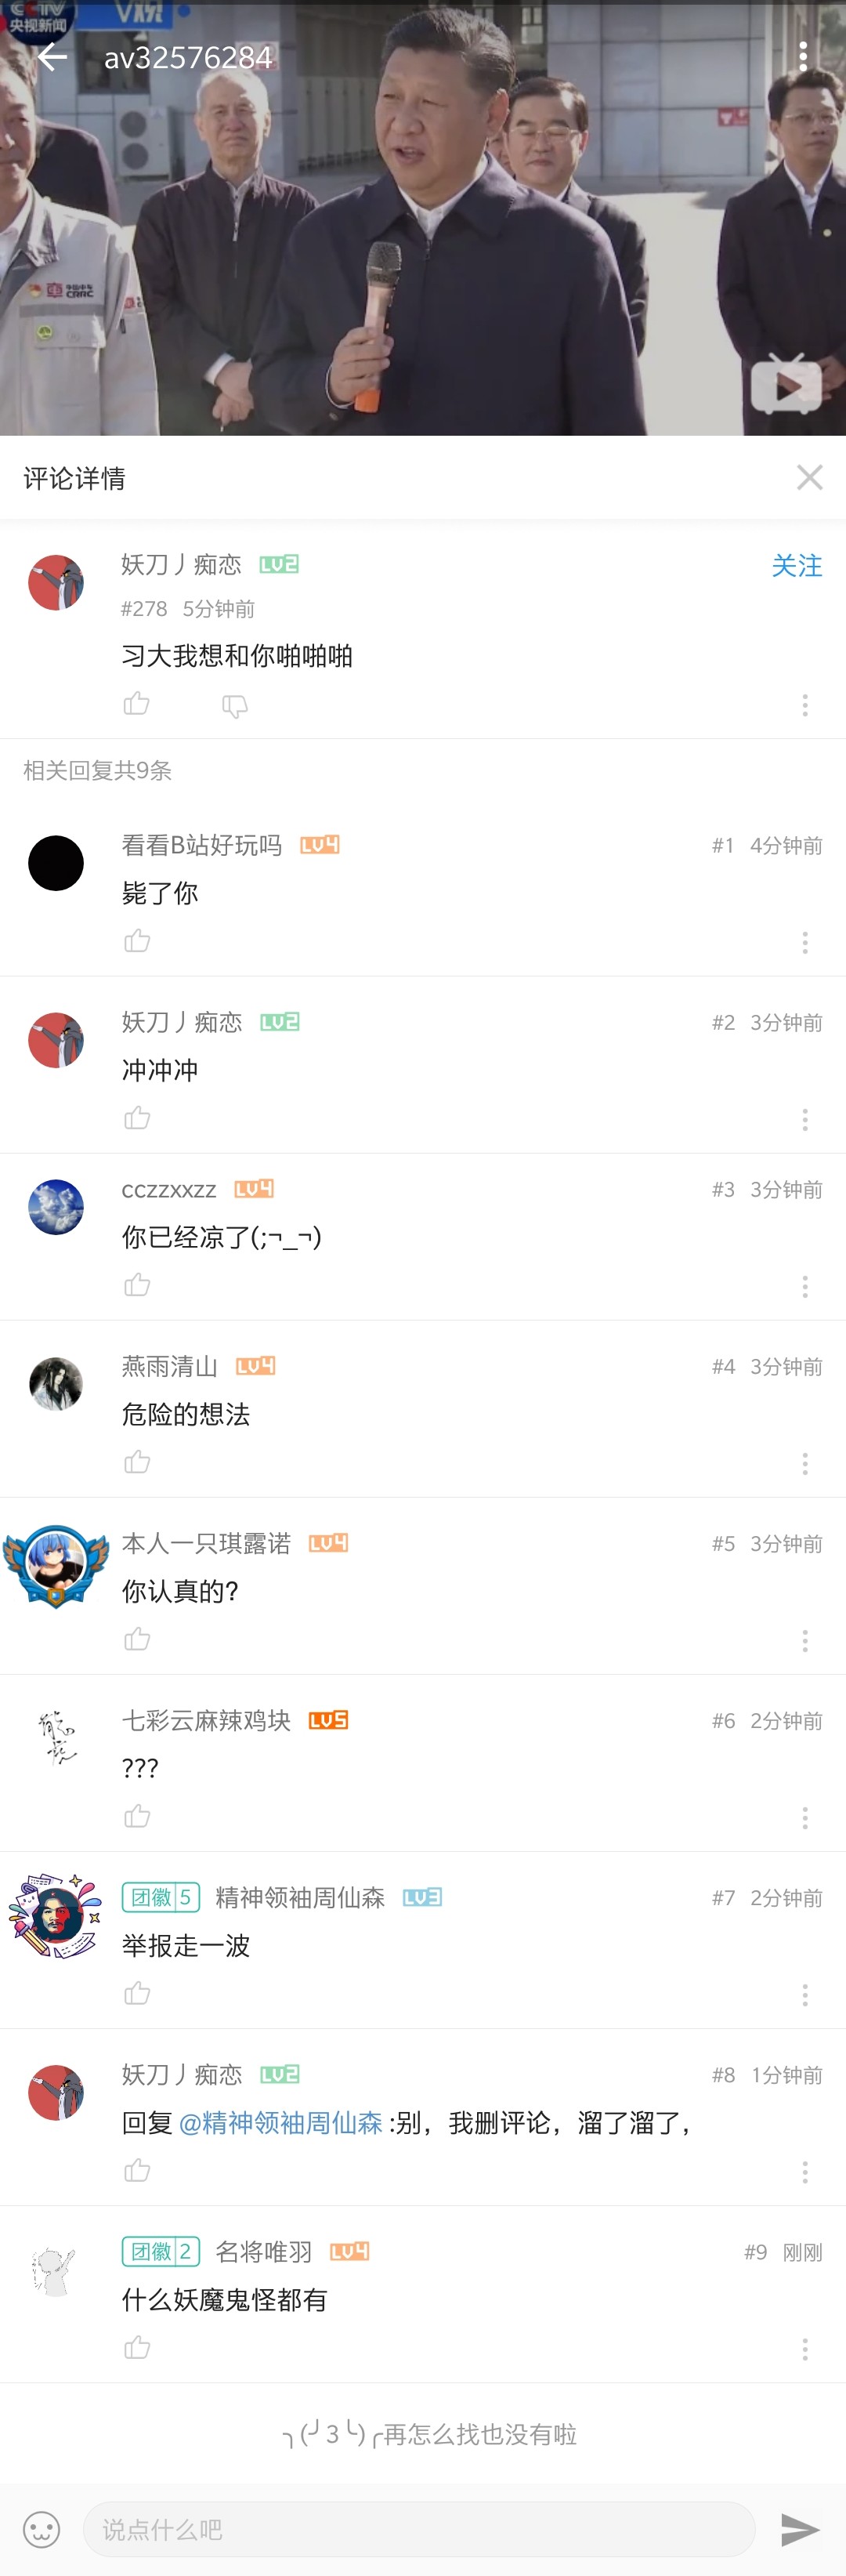 CCTV
央视新闻
V观
av32576284
中国中车
CRRC
评论详情
妖刀丿痴恋 LV2
关注
#278 5分钟前
习大我想和你啪啪啪
相关回复共9条
看看B站好玩吗 LV4 #1 4分钟前
毙了你
妖刀丿痴恋 LV2 #2 3分钟前
冲冲冲
cczzxxzz LV4 #3 3分钟前
你已经凉了(;¬_¬)
燕雨清山 LV4 #4 3分钟前
危险的想法
本人一只琪露诺 LV4 #5 3分钟前
你认真的?
七彩云麻辣鸡块 LV5 #6 2分钟前
???
团徽 5 精神领袖周仙森 LV3 #7 2分钟前
举报走一波
妖刀丿痴恋 LV2 #8 1分钟前
回复 @精神领袖周仙森 :别，我删评论，溜了溜了，
团徽 2 名将唯羽 LV4 #9 刚刚
什么妖魔鬼怪都有
╮(╯3╰)╭再怎么找也没有啦
说点什么吧